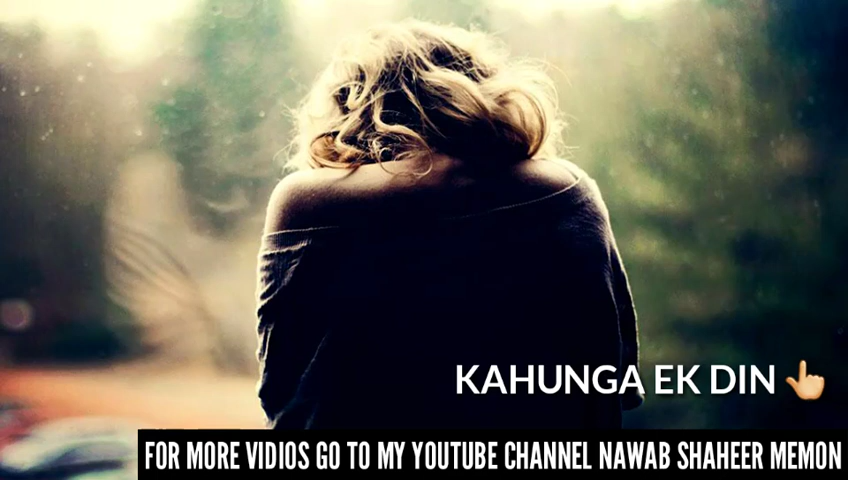 KAHUNGA EK DIN 👆
FOR MORE VIDIOS GO TO MY YOUTUBE CHANNEL NAWAB SHAHEER MEMON